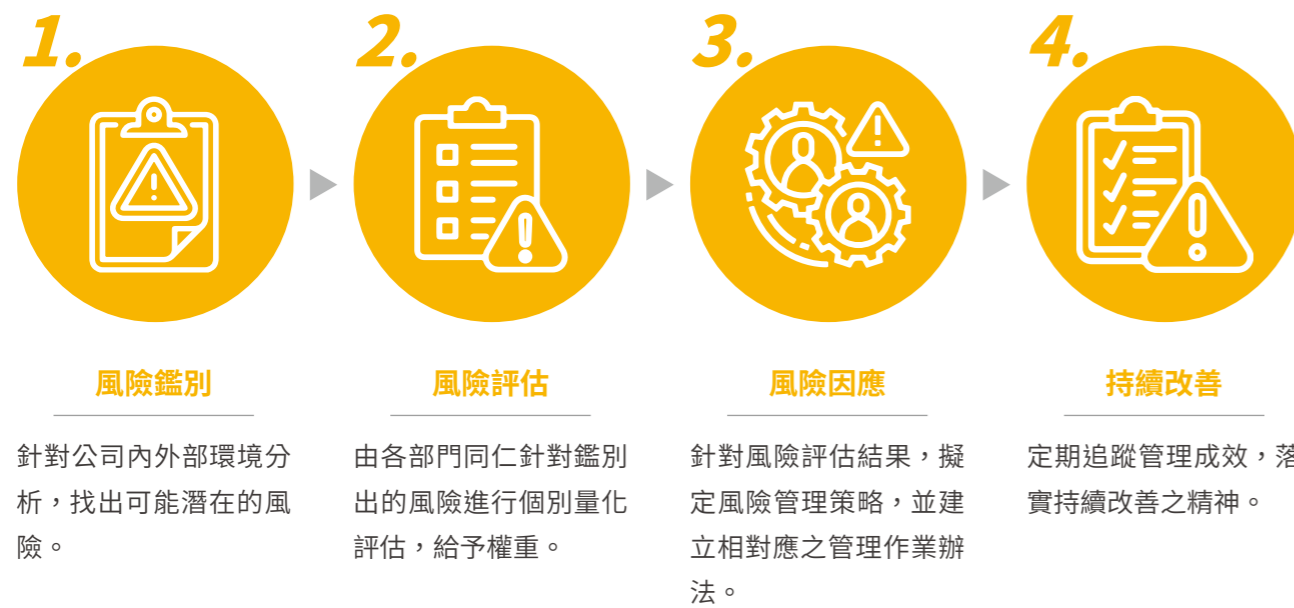 1.
風險鑑別
針對公司內外部環境分
析，找出可能潛在的風
險。
2.
風險評估
由各部門同仁針對鑑別
出的風險進行個別量化
評估，給予權重。
3.
風險因應
針對風險評估結果，擬
定風險管理策略，並建
立相對應之管理作業辦
法。
4.
持續改善
定期追蹤管理成效，落
實持續改善之精神。